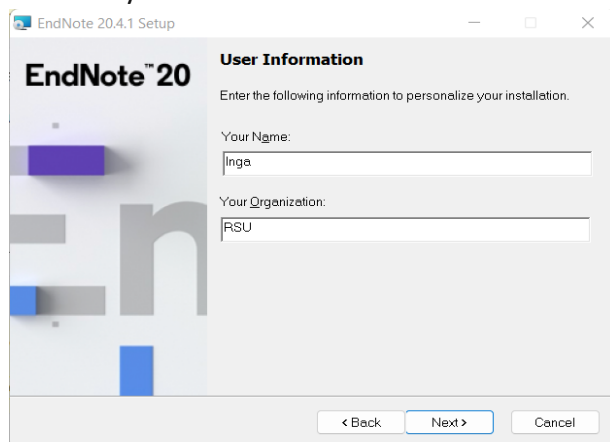 EndNote 20.4.1 Setup
EndNote™20
User Information
Enter the following information to personalize your installation.
Your Name:
Inga
Your Organization:
RSU
< Back
Next >
Cancel